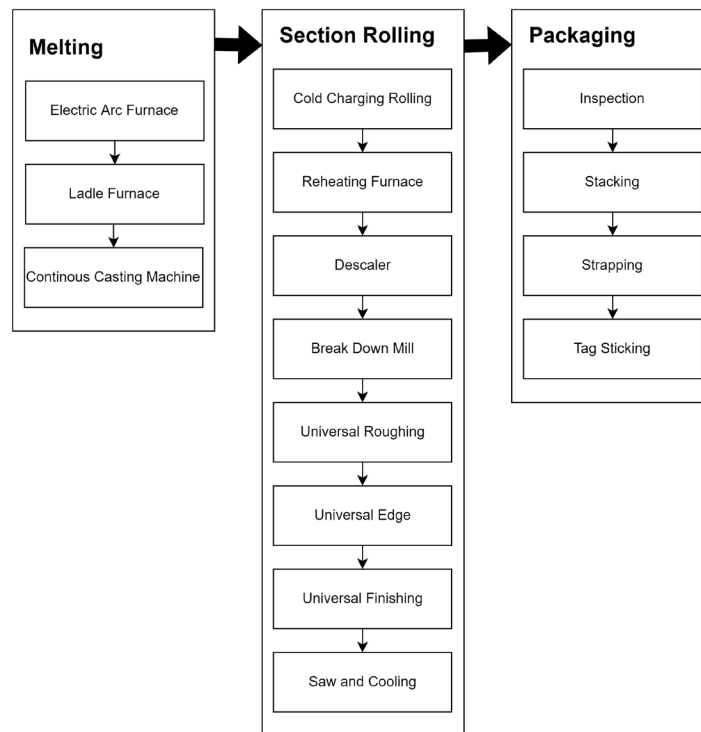 Melting
Electric Arc Furnace
Ladle Furnace
Continous Casting Machine
Section Rolling
Cold Charging Rolling
Reheating Furnace
Descaler
Break Down Mill
Universal Roughing
Universal Edge
Universal Finishing
Saw and Cooling
Packaging
Inspection
Stacking
Strapping
Tag Sticking